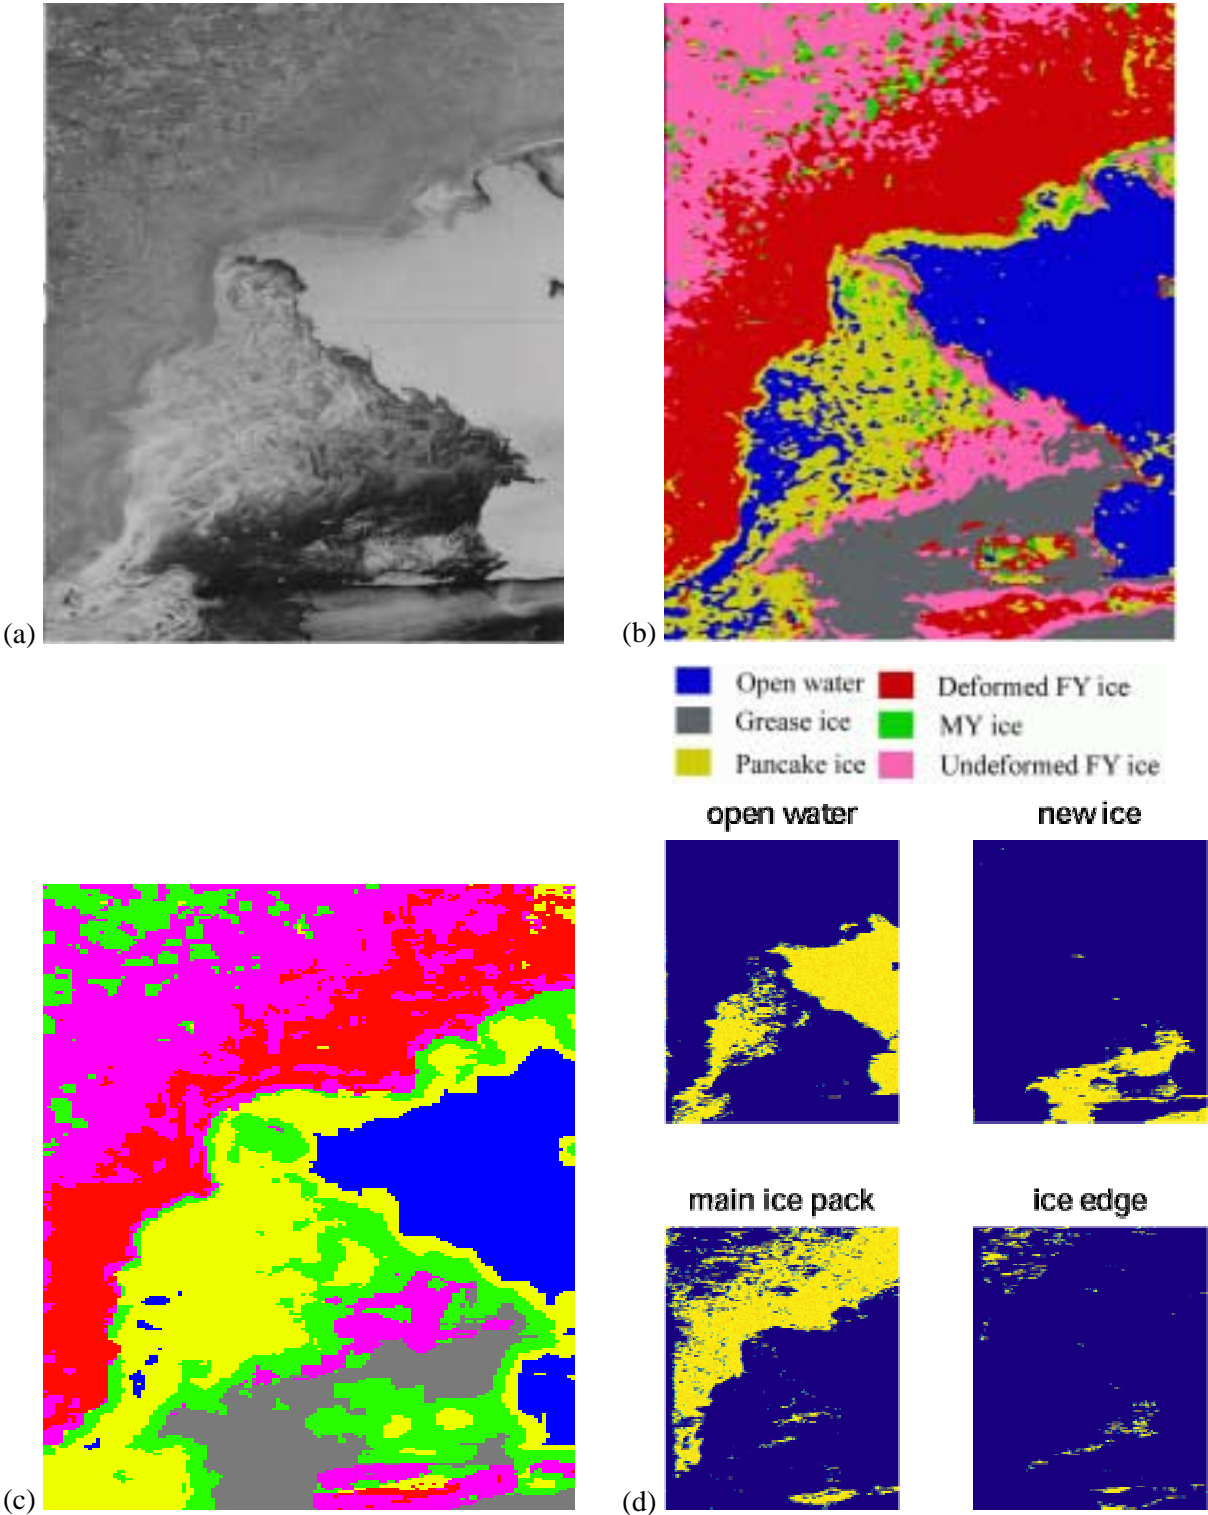 (a)
(b)
Open water Deformed FY ice
Grease ice MY ice
Pancake ice Undeformed FY ice
open water new ice
main ice pack ice edge
(c)
(d)